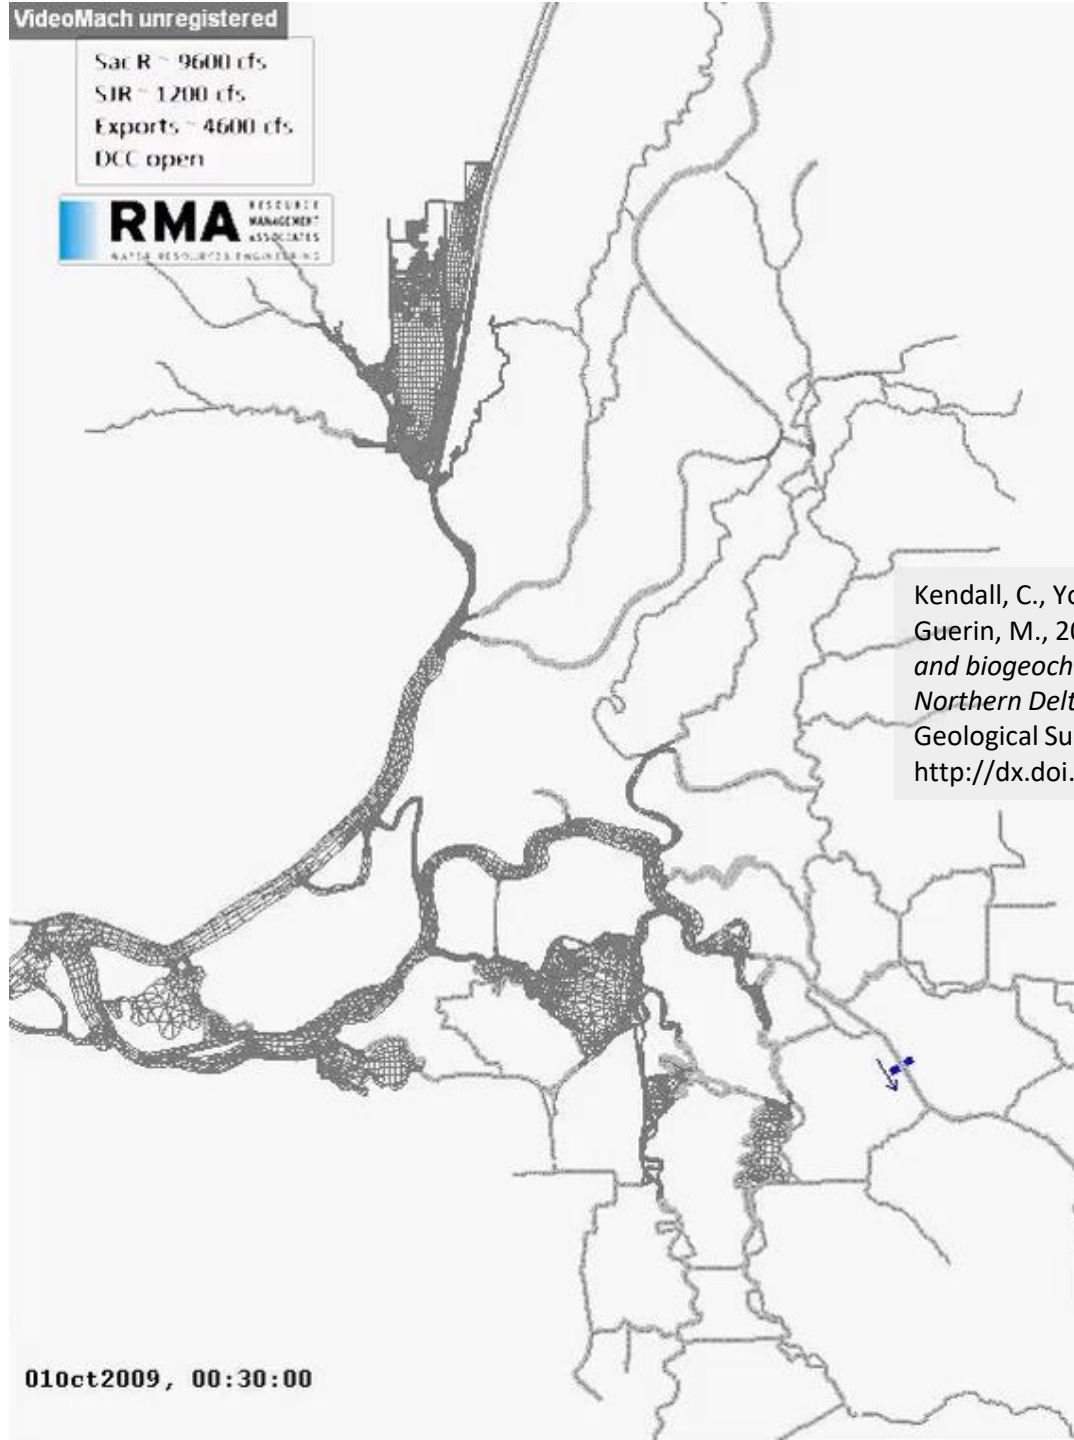 VideoMach unregistered
Sac R ~ 9600 cfs
SJR ~ 1200 cfs
Exports ~ 4600 cfs
DCC open
RMA
RESOURCE
MANAGEMENT
ASSOCIATES
WATER RESOURCES ENGINEERING
Kendall, C., Yo
Guerin, M., 20
and biogeoch
Northern Delt
Geological Su
http://dx.doi.
01oct2009, 00:30:00